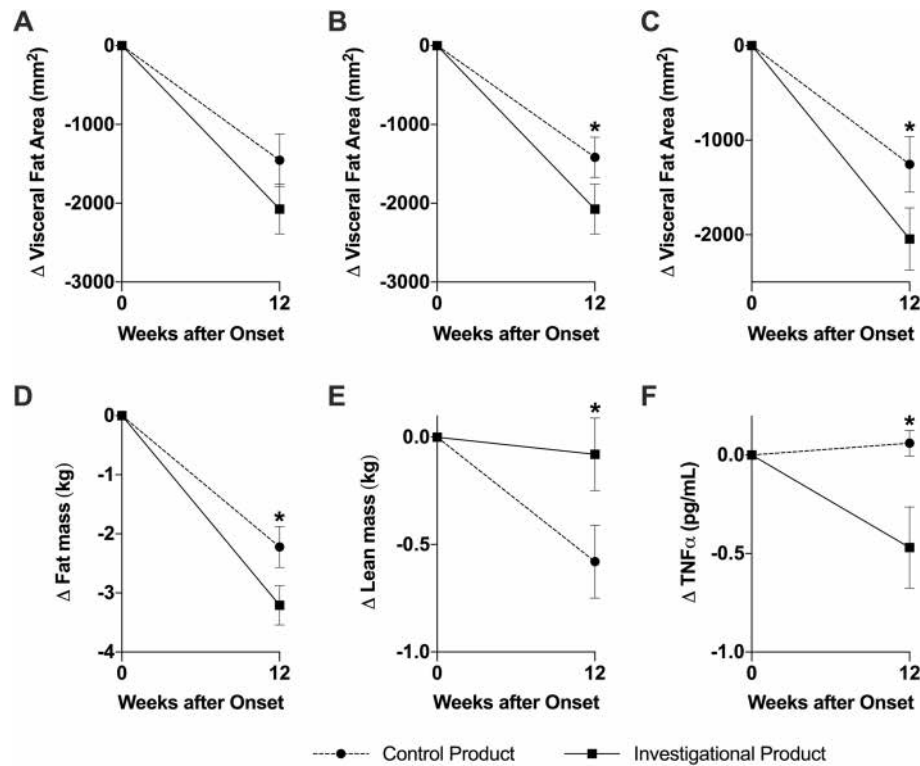 A
B
C
Δ Visceral Fat Area (mm²)
0
-1000
-2000
-3000
0
12
Weeks after Onset
Δ Visceral Fat Area (mm²)
0
-1000
*
-2000
-3000
0
12
Weeks after Onset
Δ Visceral Fat Area (mm²)
0
*
-1000
-2000
0
12
Weeks after Onset
D
E
F
Δ Fat mass (kg)
0
-1
-2
*
-3
-4
0
12
Weeks after Onset
Δ Lean mass (kg)
*
0.0
-0.5
-1.0
0
12
Weeks after Onset
Δ TNFα (pg/mL)
*
0.0
-0.5
-1.0
0
12
Weeks after Onset
Control Product
Investigational Product